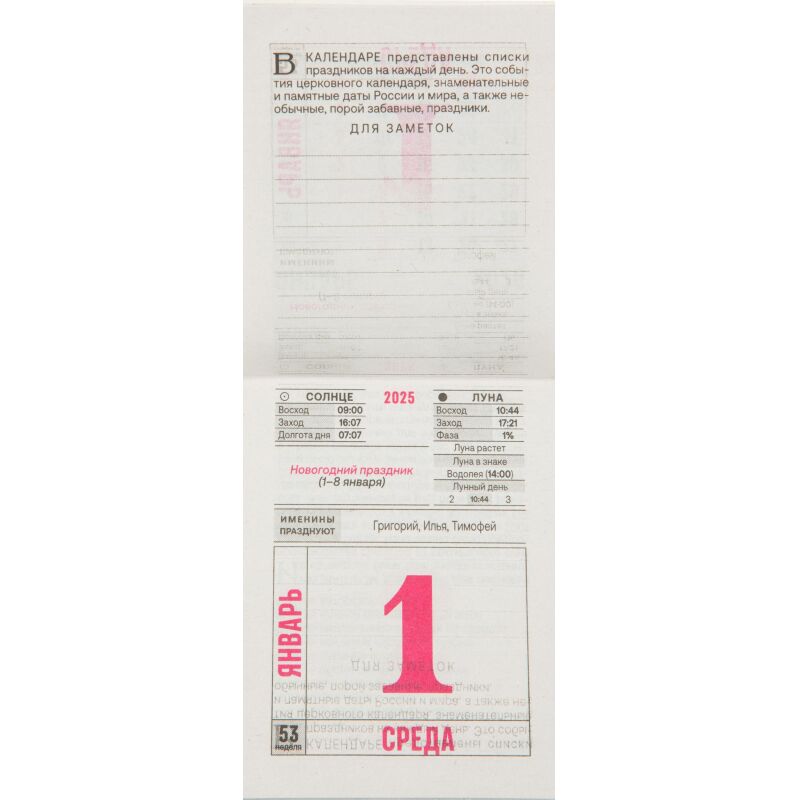 В КАЛЕНДАРЕ представлены списки
праздников на каждый день. Это собы-
тия церковного календаря, знаменательные
и памятные даты России и мира, а также не-
обычные, порой забавные, праздники.
ДЛЯ ЗАМЕТОК
СОЛНЦЕ
Восход 09:00
Заход 16:07
Долгота дня 07:07
2025
ЛУНА
Восход 10:44
Заход 17:21
Фаза 1%
Луна растет
Луна в знаке
Водолея (14:00)
Лунный день
2 10:44 3
Новогодний праздник
(1–8 января)
ИМЕНИНЫ
ПРАЗДНУЮТ
Григорий, Илья, Тимофей
ЯНВАРЬ
1
53
неделя
СРЕДА